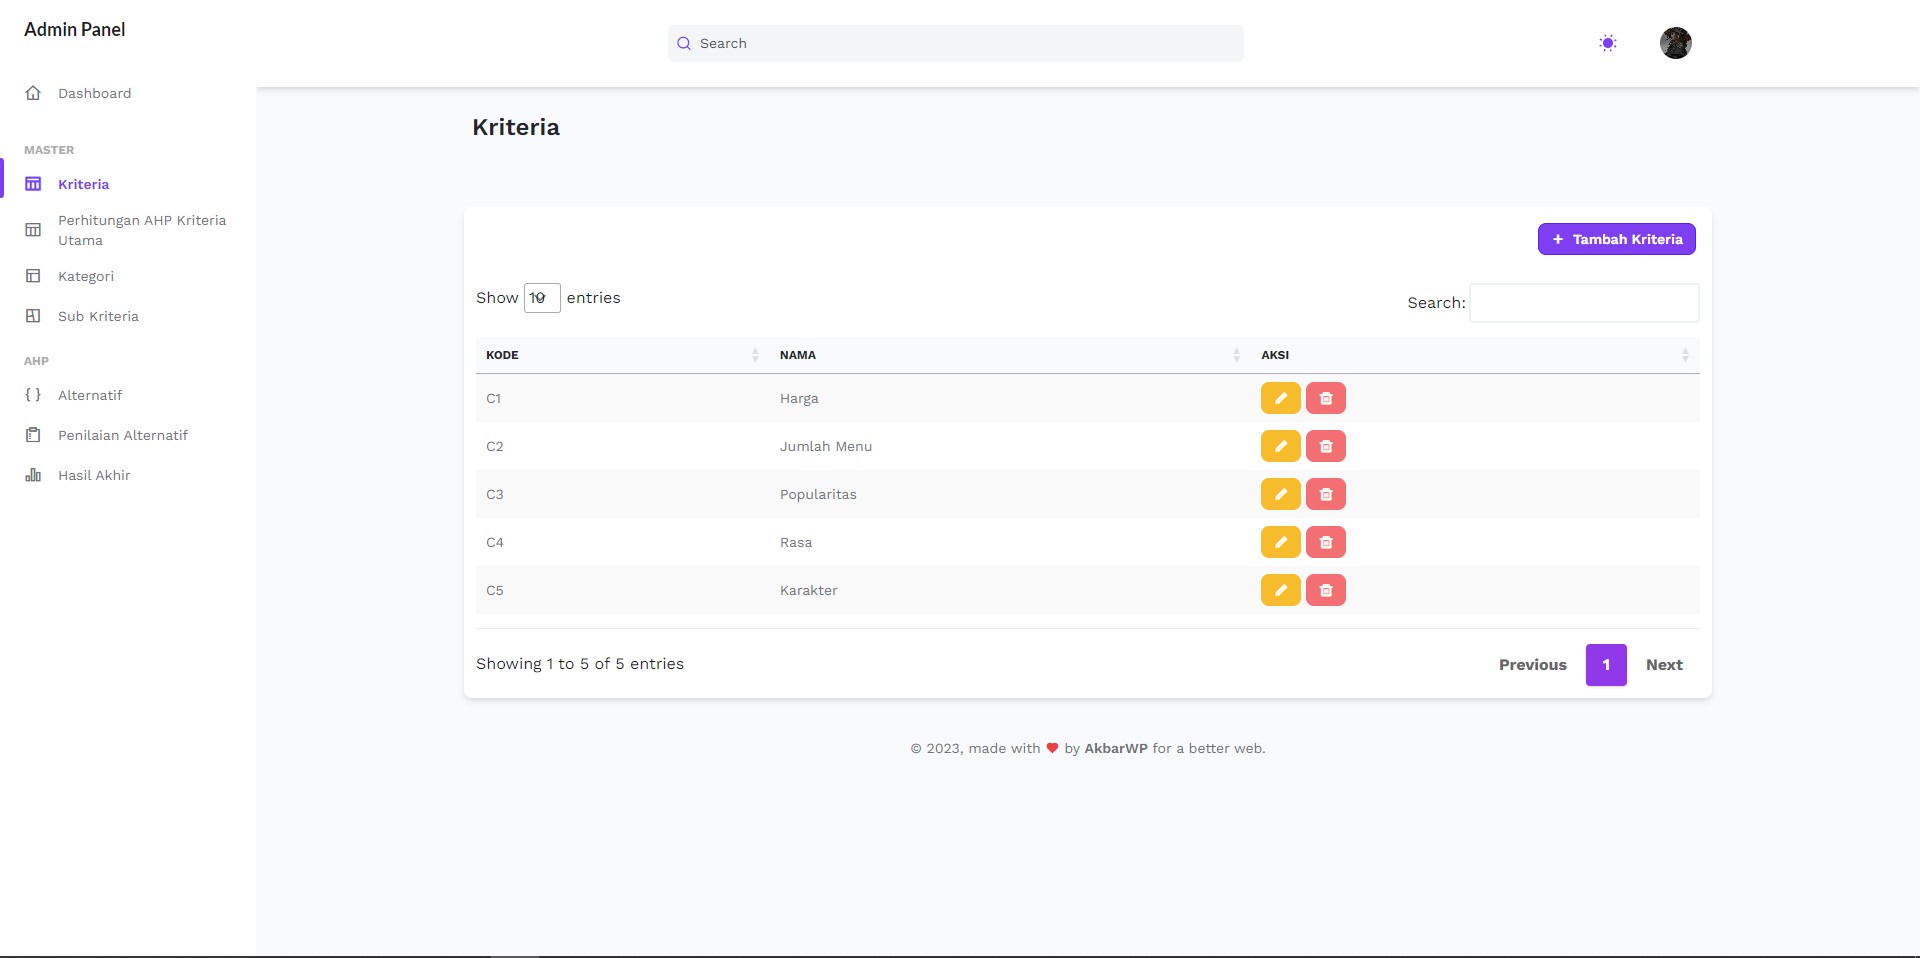 Admin Panel
Search
Dashboard
MASTER
Kriteria
Perhitungan AHP Kriteria
Utama
Kategori
Sub Kriteria
AHP
Alternatif
Penilaian Alternatif
Hasil Akhir
Kriteria
+ Tambah Kriteria
Show 10 entries
Search:
KODE NAMA AKSI
C1 Harga
C2 Jumlah Menu
C3 Popularitas
C4 Rasa
C5 Karakter
Showing 1 to 5 of 5 entries
Previous 1 Next
© 2023, made with ❤ by AkbarWP for a better web.